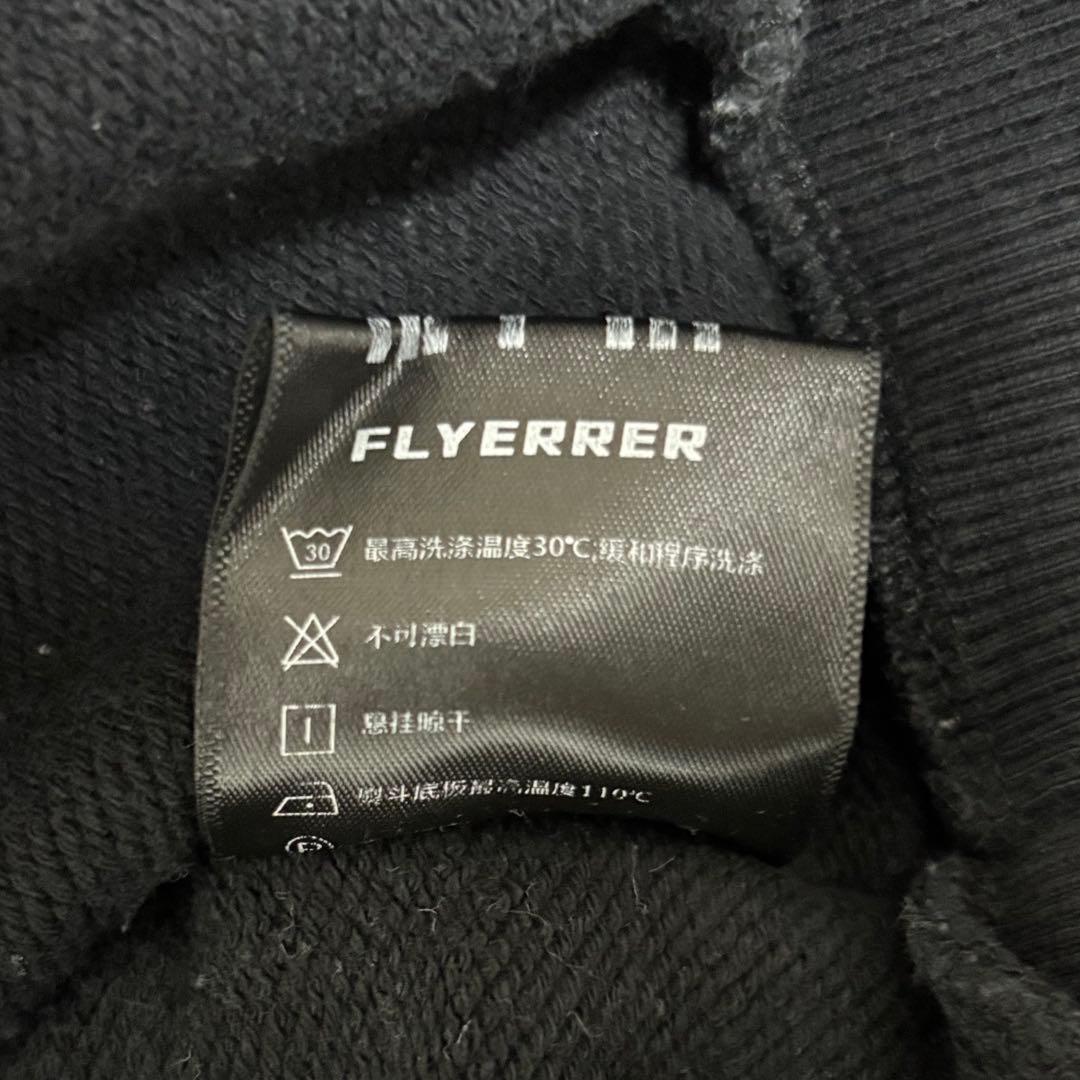 FLYERRER
30 最高洗涤温度30℃;缓和程序洗涤
不可漂白
悬挂晾干
熨斗底板最高温度110℃